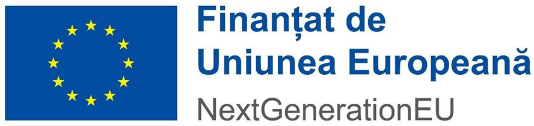 Finanțat de
Uniunea Europeană
NextGenerationEU